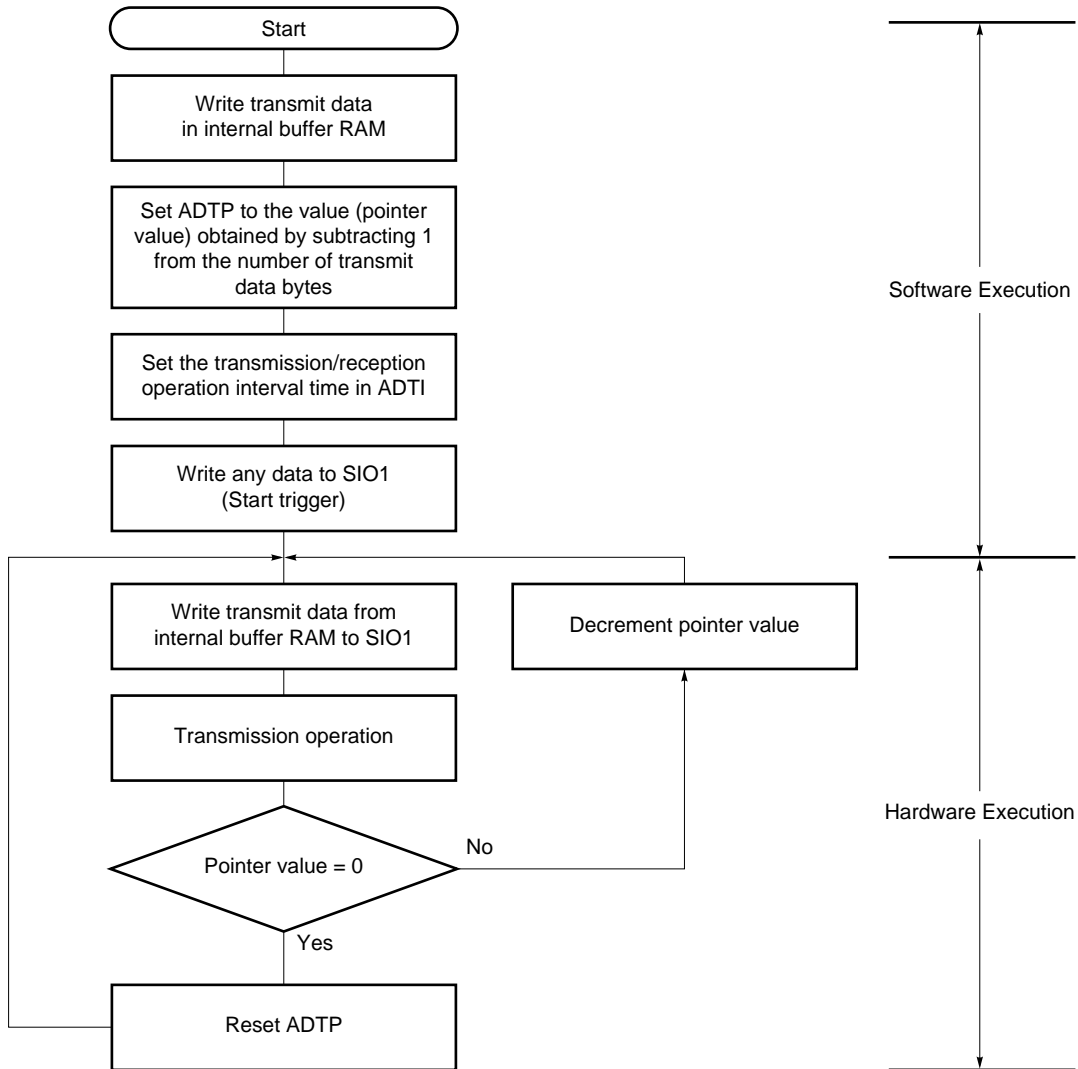 Start
Write transmit data
in internal buffer RAM
Set ADTP to the value (pointer
value) obtained by subtracting 1
from the number of transmit
data bytes
Software Execution
Set the transmission/reception
operation interval time in ADTI
Write any data to SIO1
(Start trigger)
Write transmit data from
internal buffer RAM to SIO1
Decrement pointer value
Transmission operation
Hardware Execution
Pointer value = 0
No
Yes
Reset ADTP